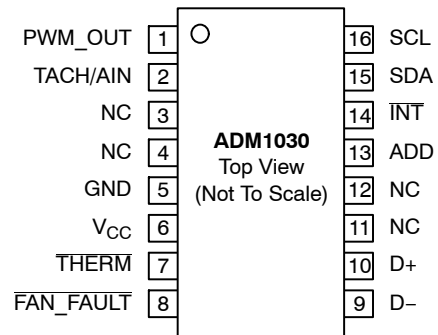 PWM_OUT 1 16 SCL
TACH/AIN 2 15 SDA
NC 3 14 INT
NC 4 ADM1030 13 ADD
Top View
GND 5 (Not To Scale) 12 NC
VCC 6 11 NC
THERM 7 10 D+
FAN_FAULT 8 9 D−